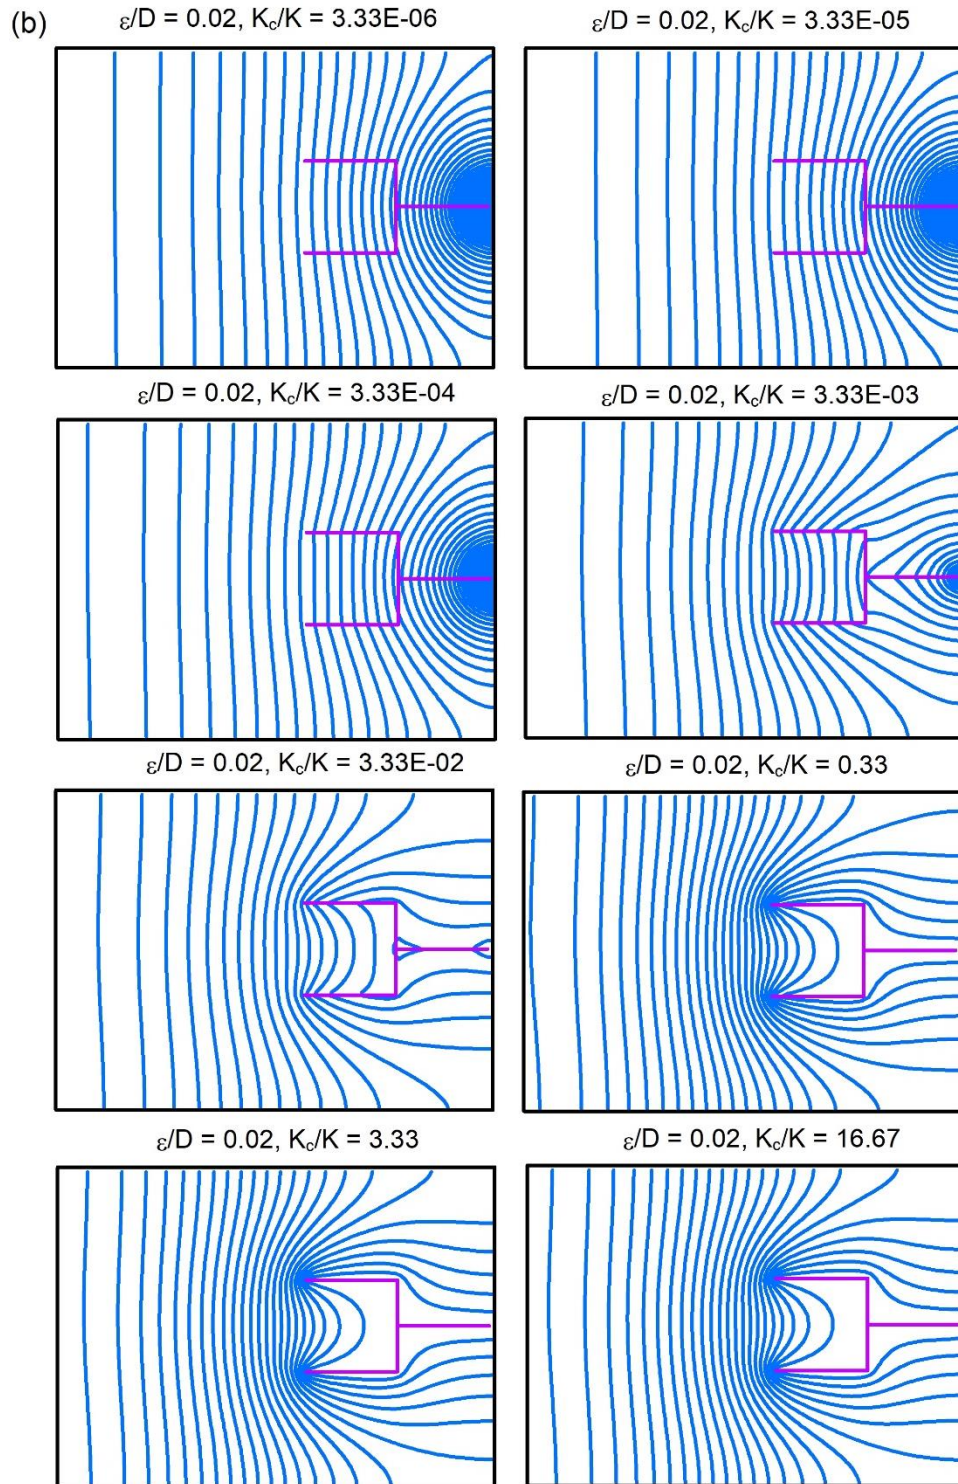 (b)
ε/D = 0.02, Kc/K = 3.33E-06
ε/D = 0.02, Kc/K = 3.33E-05
ε/D = 0.02, Kc/K = 3.33E-04
ε/D = 0.02, Kc/K = 3.33E-03
ε/D = 0.02, Kc/K = 3.33E-02
ε/D = 0.02, Kc/K = 0.33
ε/D = 0.02, Kc/K = 3.33
ε/D = 0.02, Kc/K = 16.67